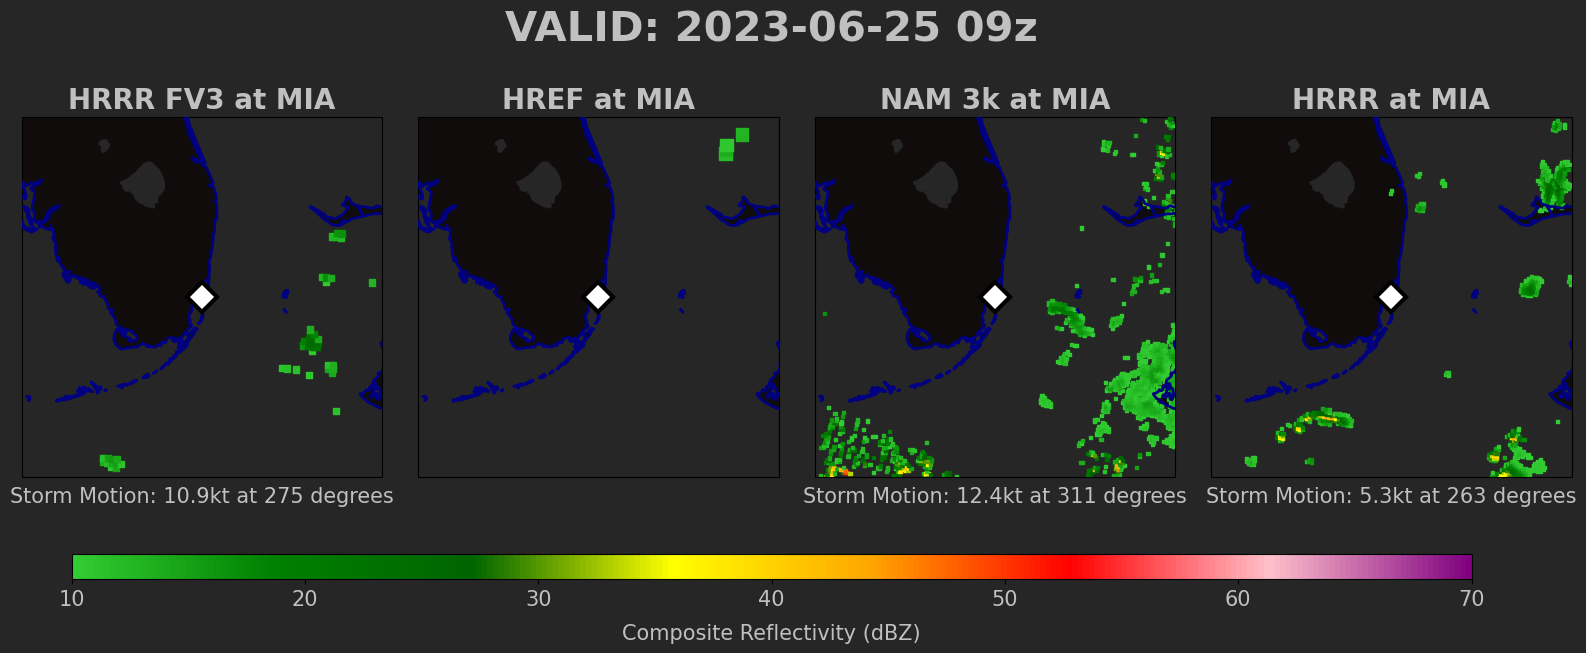 VALID: 2023-06-25 09z
HRRR FV3 at MIA
HREF at MIA
NAM 3k at MIA
HRRR at MIA
Storm Motion: 10.9kt at 275 degrees
Storm Motion: 12.4kt at 311 degrees
Storm Motion: 5.3kt at 263 degrees
10 20 30 40 50 60 70
Composite Reflectivity (dBZ)